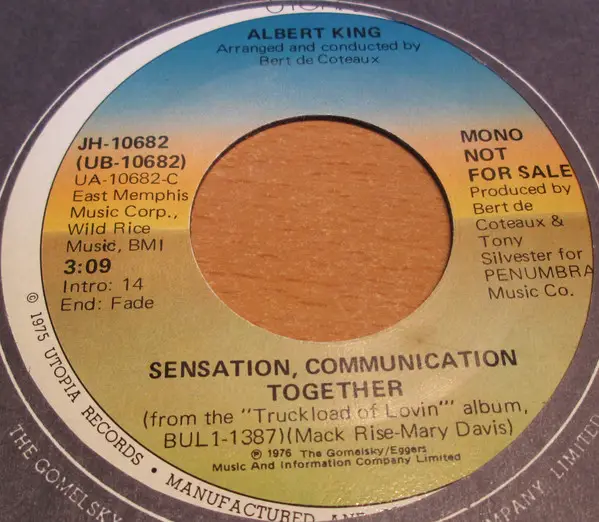 UTOPIA
ALBERT KING
Arranged and conducted by
Bert de Coteaux
JH-10682
(UB-10682)
UA-10682-C
East Memphis
Music Corp.,
Wild Rice
Music, BMI
3:09
Intro: 14
End: Fade
MONO
NOT
FOR SALE
Produced by
Bert de
Coteaux &
Tony
Silvester for
PENUMBRA
Music Co.
SENSATION, COMMUNICATION
TOGETHER
(from the "Truckload of Lovin'" album,
BUL1-1387)(Mack Rise-Mary Davis)
℗ 1976 The Gomelsky/Eggers
Music And Information Company Limited
© 1975 UTOPIA RECORDS • MANUFACTURED AND
THE GOMELSKY
COMPANY, LIMITED